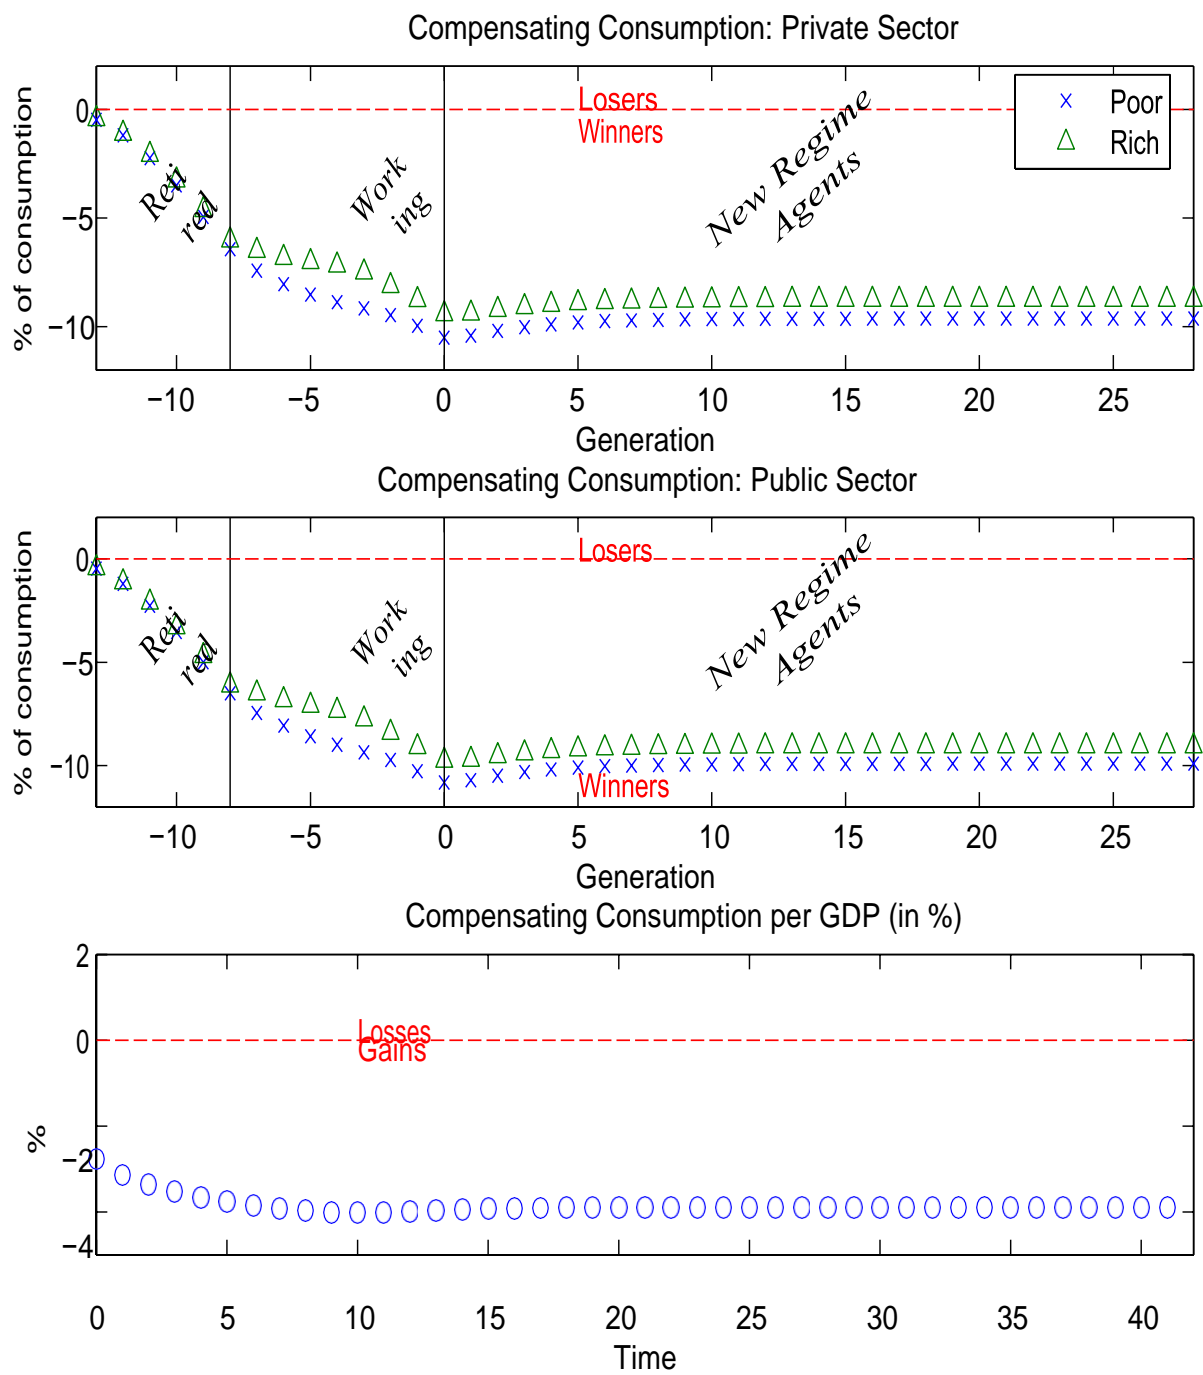 Compensating Consumption: Private Sector
% of consumption
0
−5
−10
Losers
Winners
Reti
red
Work
ing
New Regime
Agents
Poor
Rich
−10 −5 0 5 10 15 20 25
Generation
Compensating Consumption: Public Sector
% of consumption
0
−5
−10
Losers
Reti
red
Work
ing
New Regime
Agents
Winners
−10 −5 0 5 10 15 20 25
Generation
Compensating Consumption per GDP (in %)
%
2
0
−2
−4
Losses
Gains
0 5 10 15 20 25 30 35 40
Time